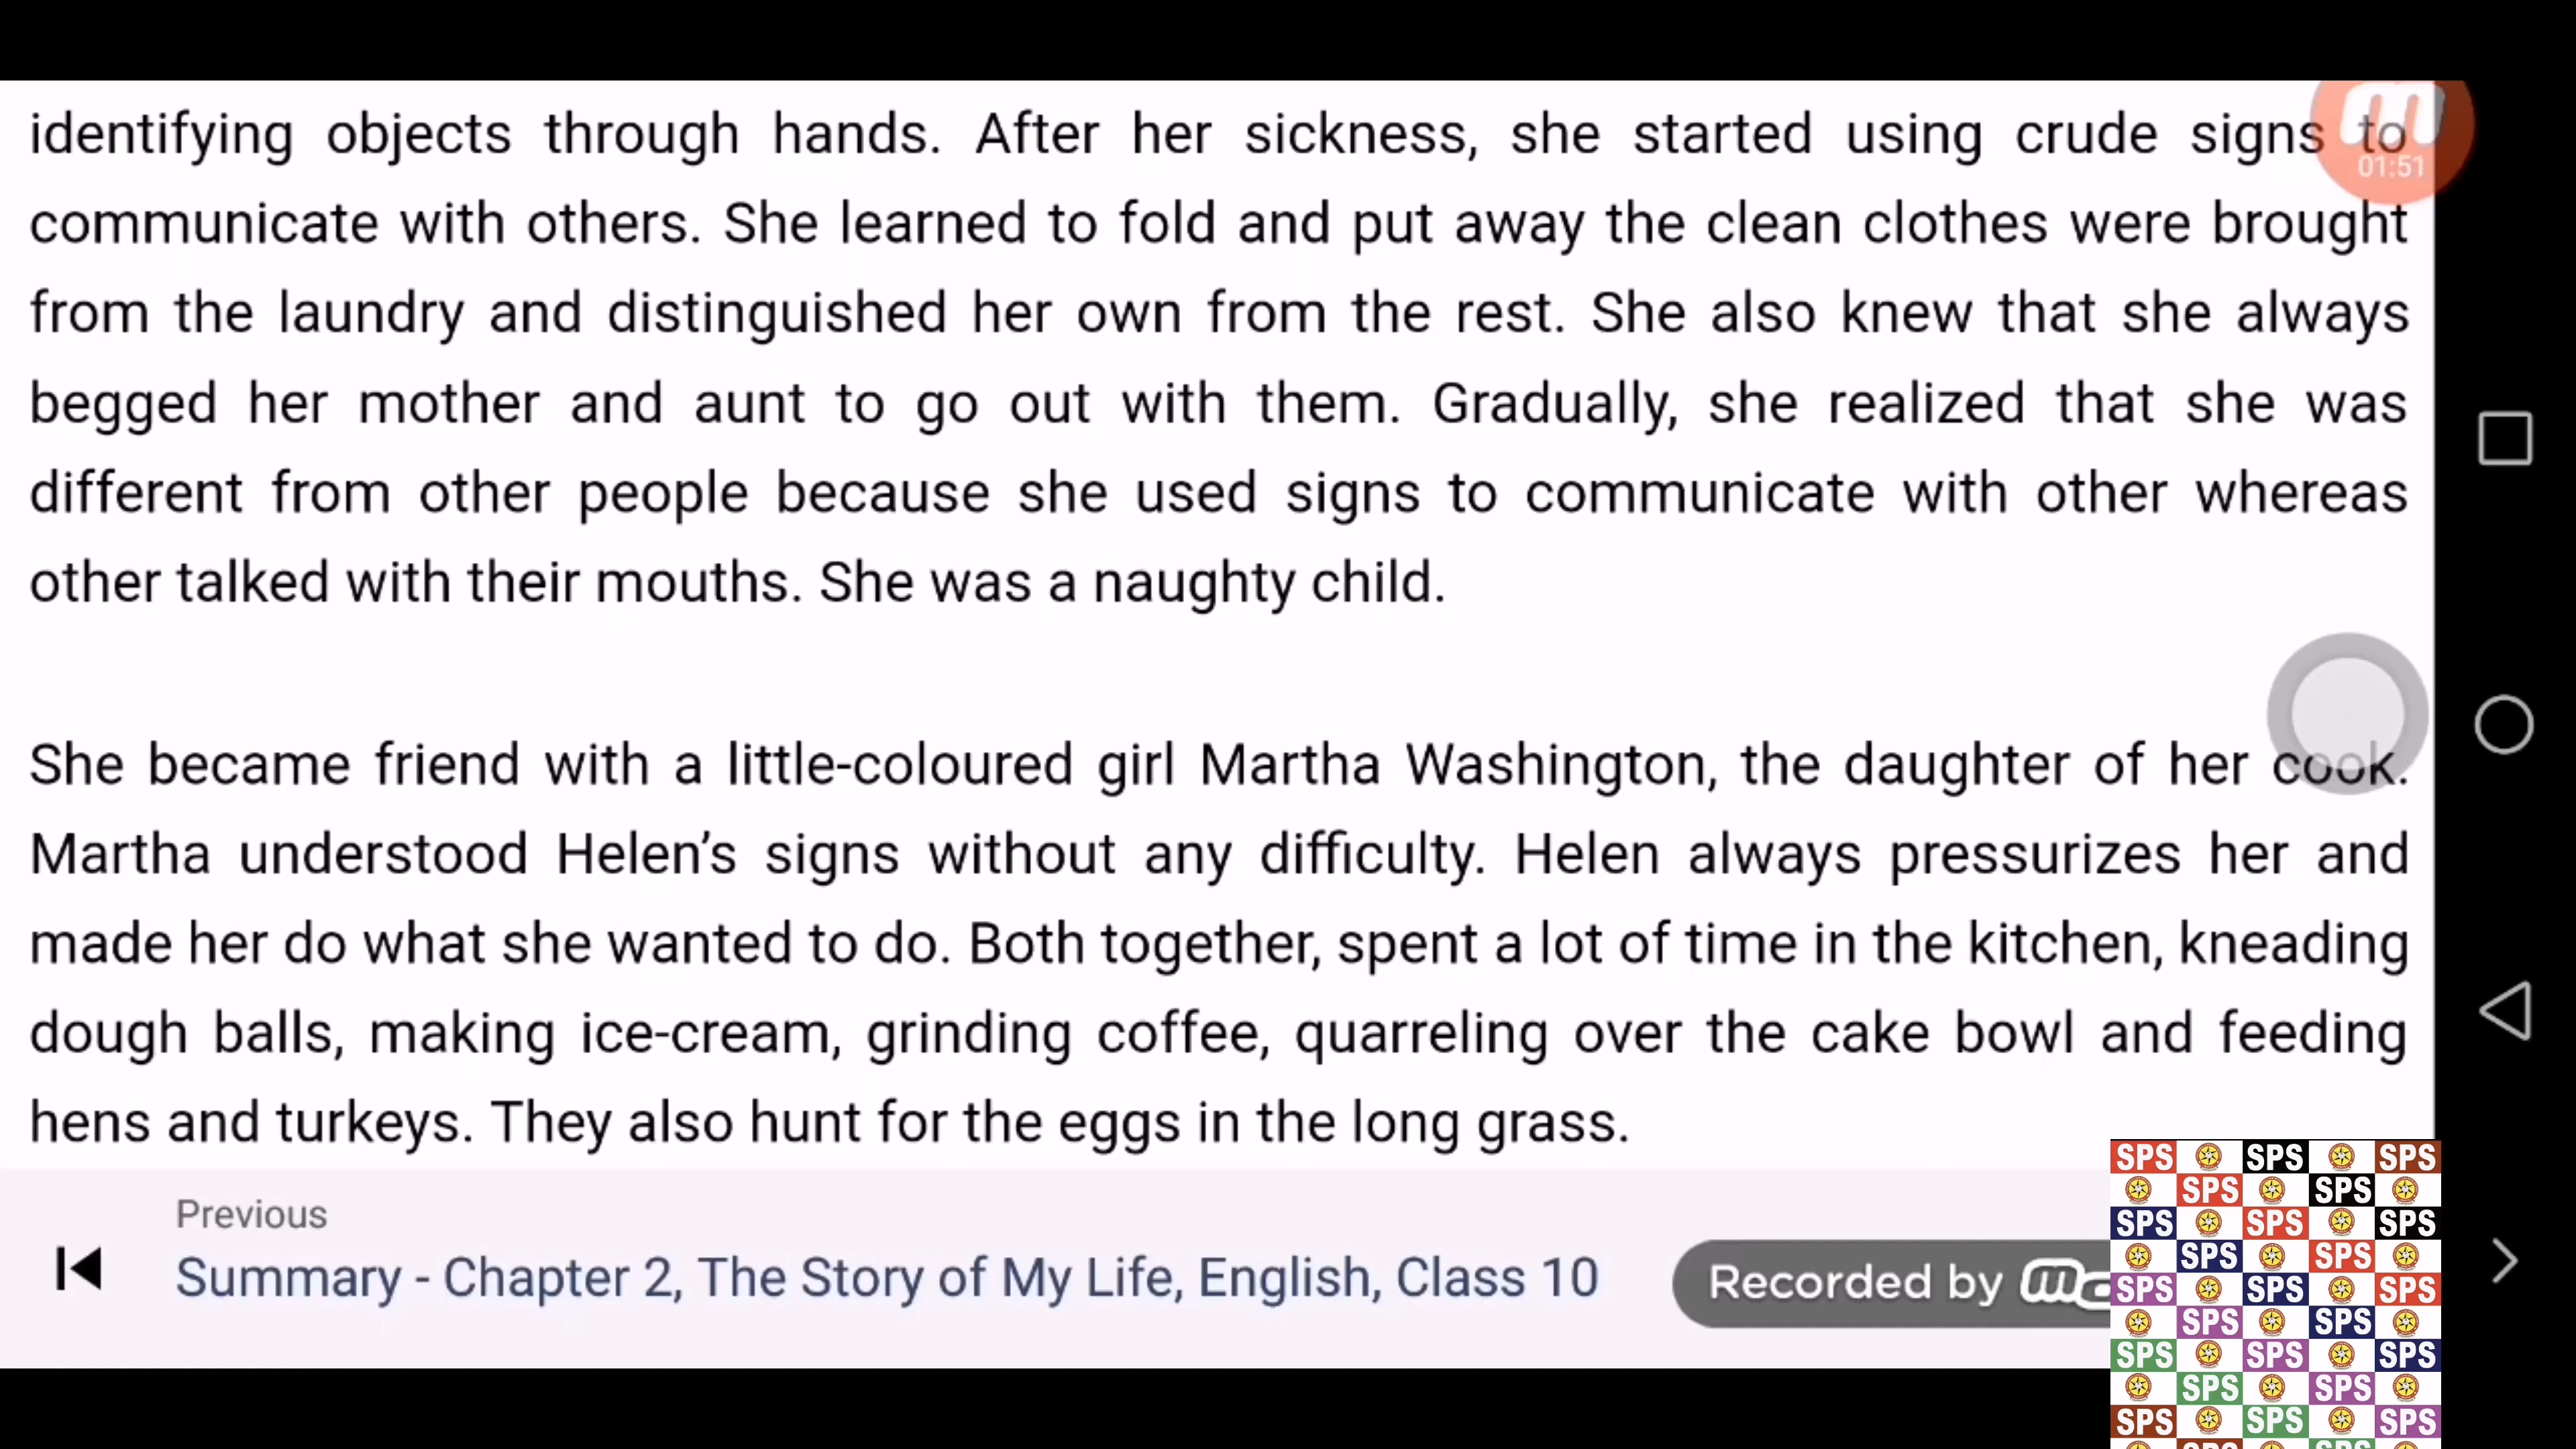 identifying objects through hands. After her sickness, she started using crude signs to
01:51
communicate with others. She learned to fold and put away the clean clothes were brought
from the laundry and distinguished her own from the rest. She also knew that she always
begged her mother and aunt to go out with them. Gradually, she realized that she was
different from other people because she used signs to communicate with other whereas
other talked with their mouths. She was a naughty child.
She became friend with a little-coloured girl Martha Washington, the daughter of her cook.
Martha understood Helen's signs without any difficulty. Helen always pressurizes her and
made her do what she wanted to do. Both together, spent a lot of time in the kitchen, kneading
dough balls, making ice-cream, grinding coffee, quarreling over the cake bowl and feeding
hens and turkeys. They also hunt for the eggs in the long grass.
Previous
Summary - Chapter 2, The Story of My Life, English, Class 10
Recorded by
SPS SPS SPS
SPS SPS
SPS SPS SPS
SPS SPS
SPS SPS SPS
SPS SPS
SPS SPS SPS
SPS SPS
SPS SPS SPS